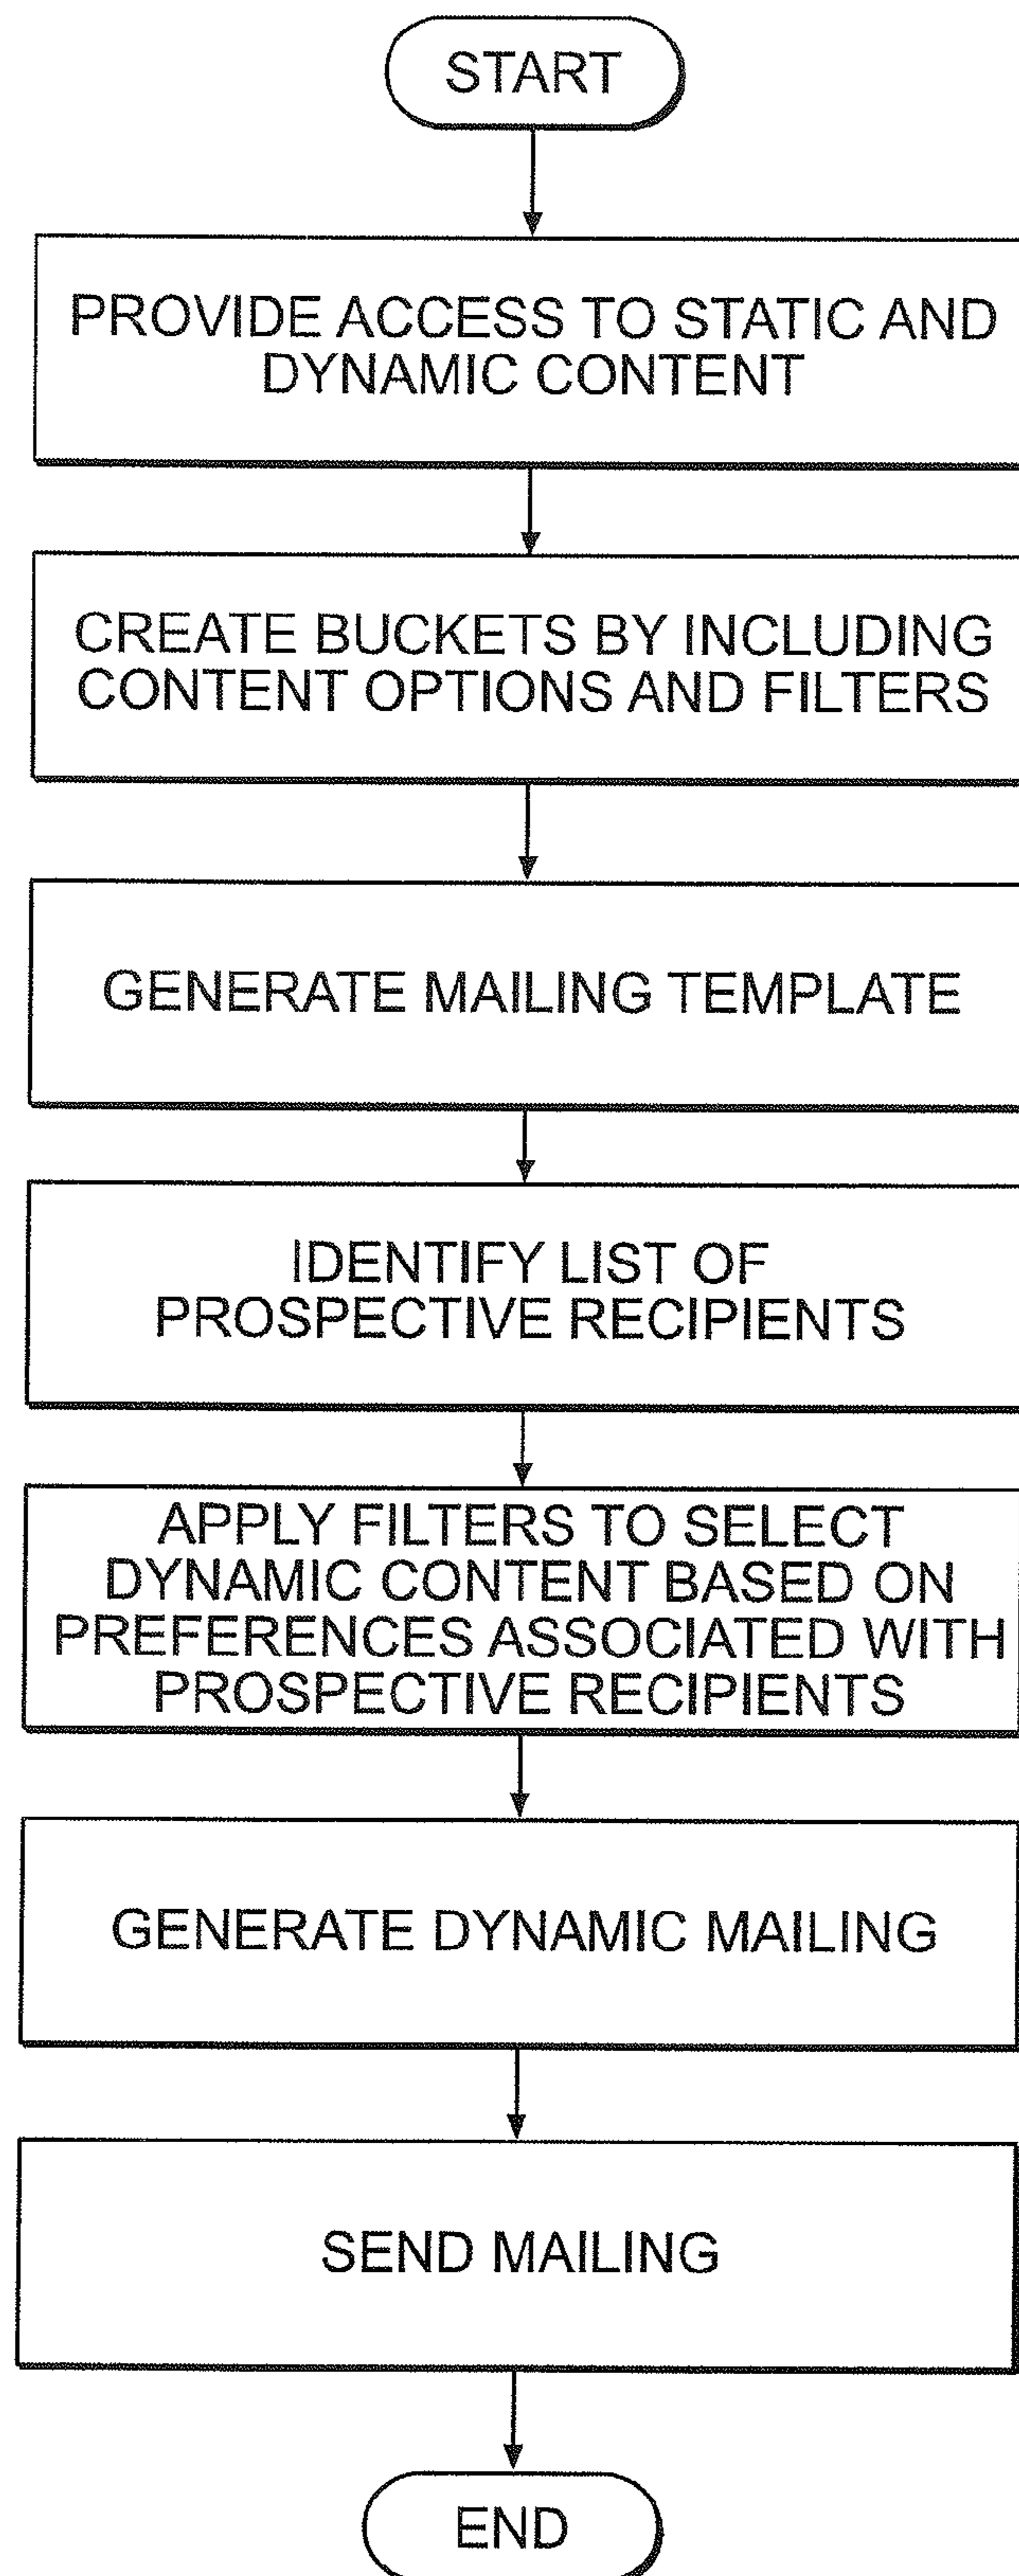 START
PROVIDE ACCESS TO STATIC AND
DYNAMIC CONTENT
CREATE BUCKETS BY INCLUDING
CONTENT OPTIONS AND FILTERS
GENERATE MAILING TEMPLATE
IDENTIFY LIST OF
PROSPECTIVE RECIPIENTS
APPLY FILTERS TO SELECT
DYNAMIC CONTENT BASED ON
PREFERENCES ASSOCIATED WITH
PROSPECTIVE RECIPIENTS
GENERATE DYNAMIC MAILING
SEND MAILING
END